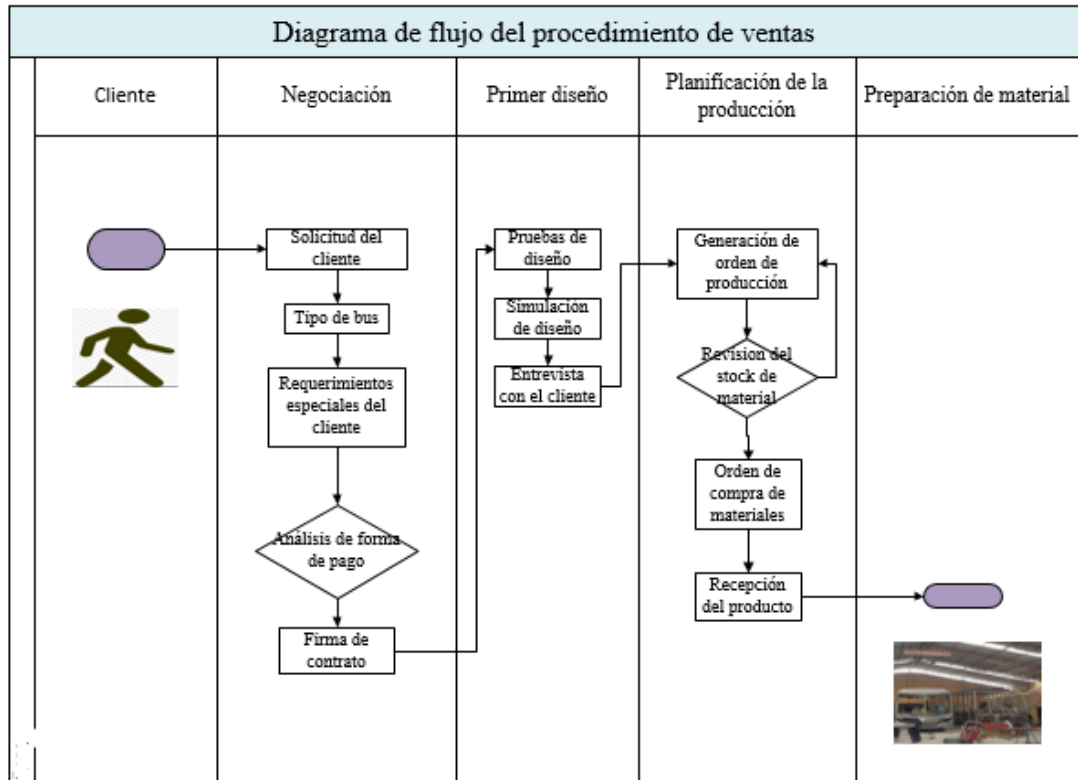 Diagrama de flujo del procedimiento de ventas
Cliente
Negociación
Primer diseño
Planificación de la
producción
Preparación de material
Solicitud del
cliente
Tipo de bus
Requerimientos
especiales del
cliente
Análisis de forma
de pago
Firma de
contrato
Pruebas de
diseño
Simulación
de diseño
Entrevista
con el cliente
Generación de
orden de
producción
Revision del
stock de
material
Orden de
compra de
materiales
Recepción
del producto